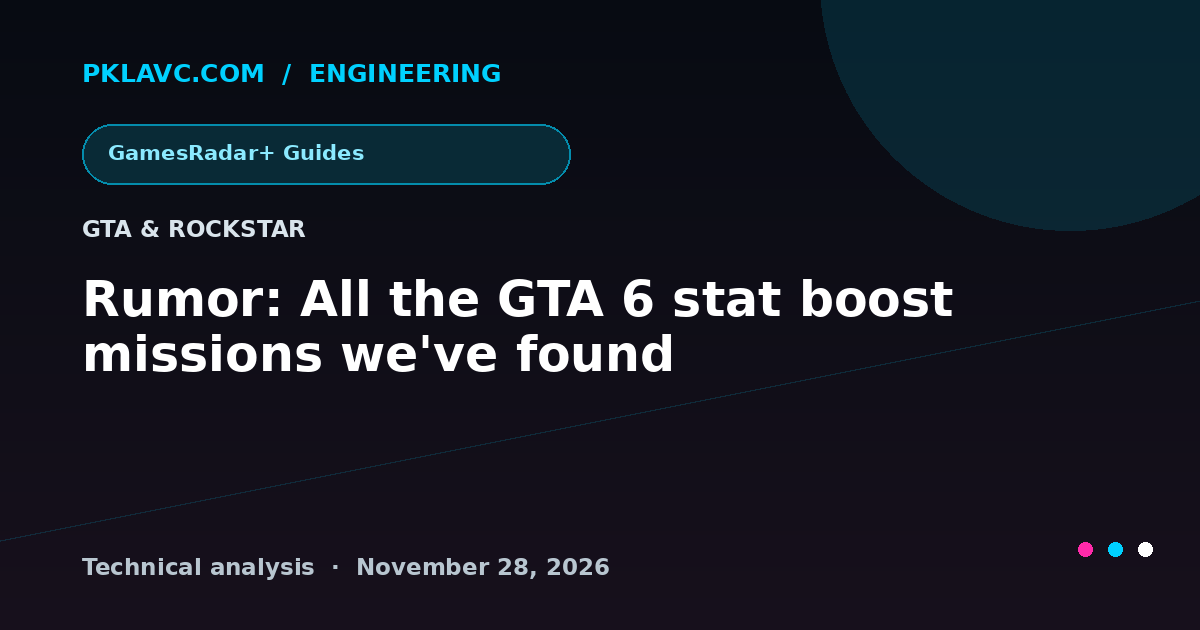 PKLAVC.COM / ENGINEERING
GamesRadar+ Guides
GTA & ROCKSTAR
Rumor: All the GTA 6 stat boost
missions we've found
Technical analysis · November 28, 2026